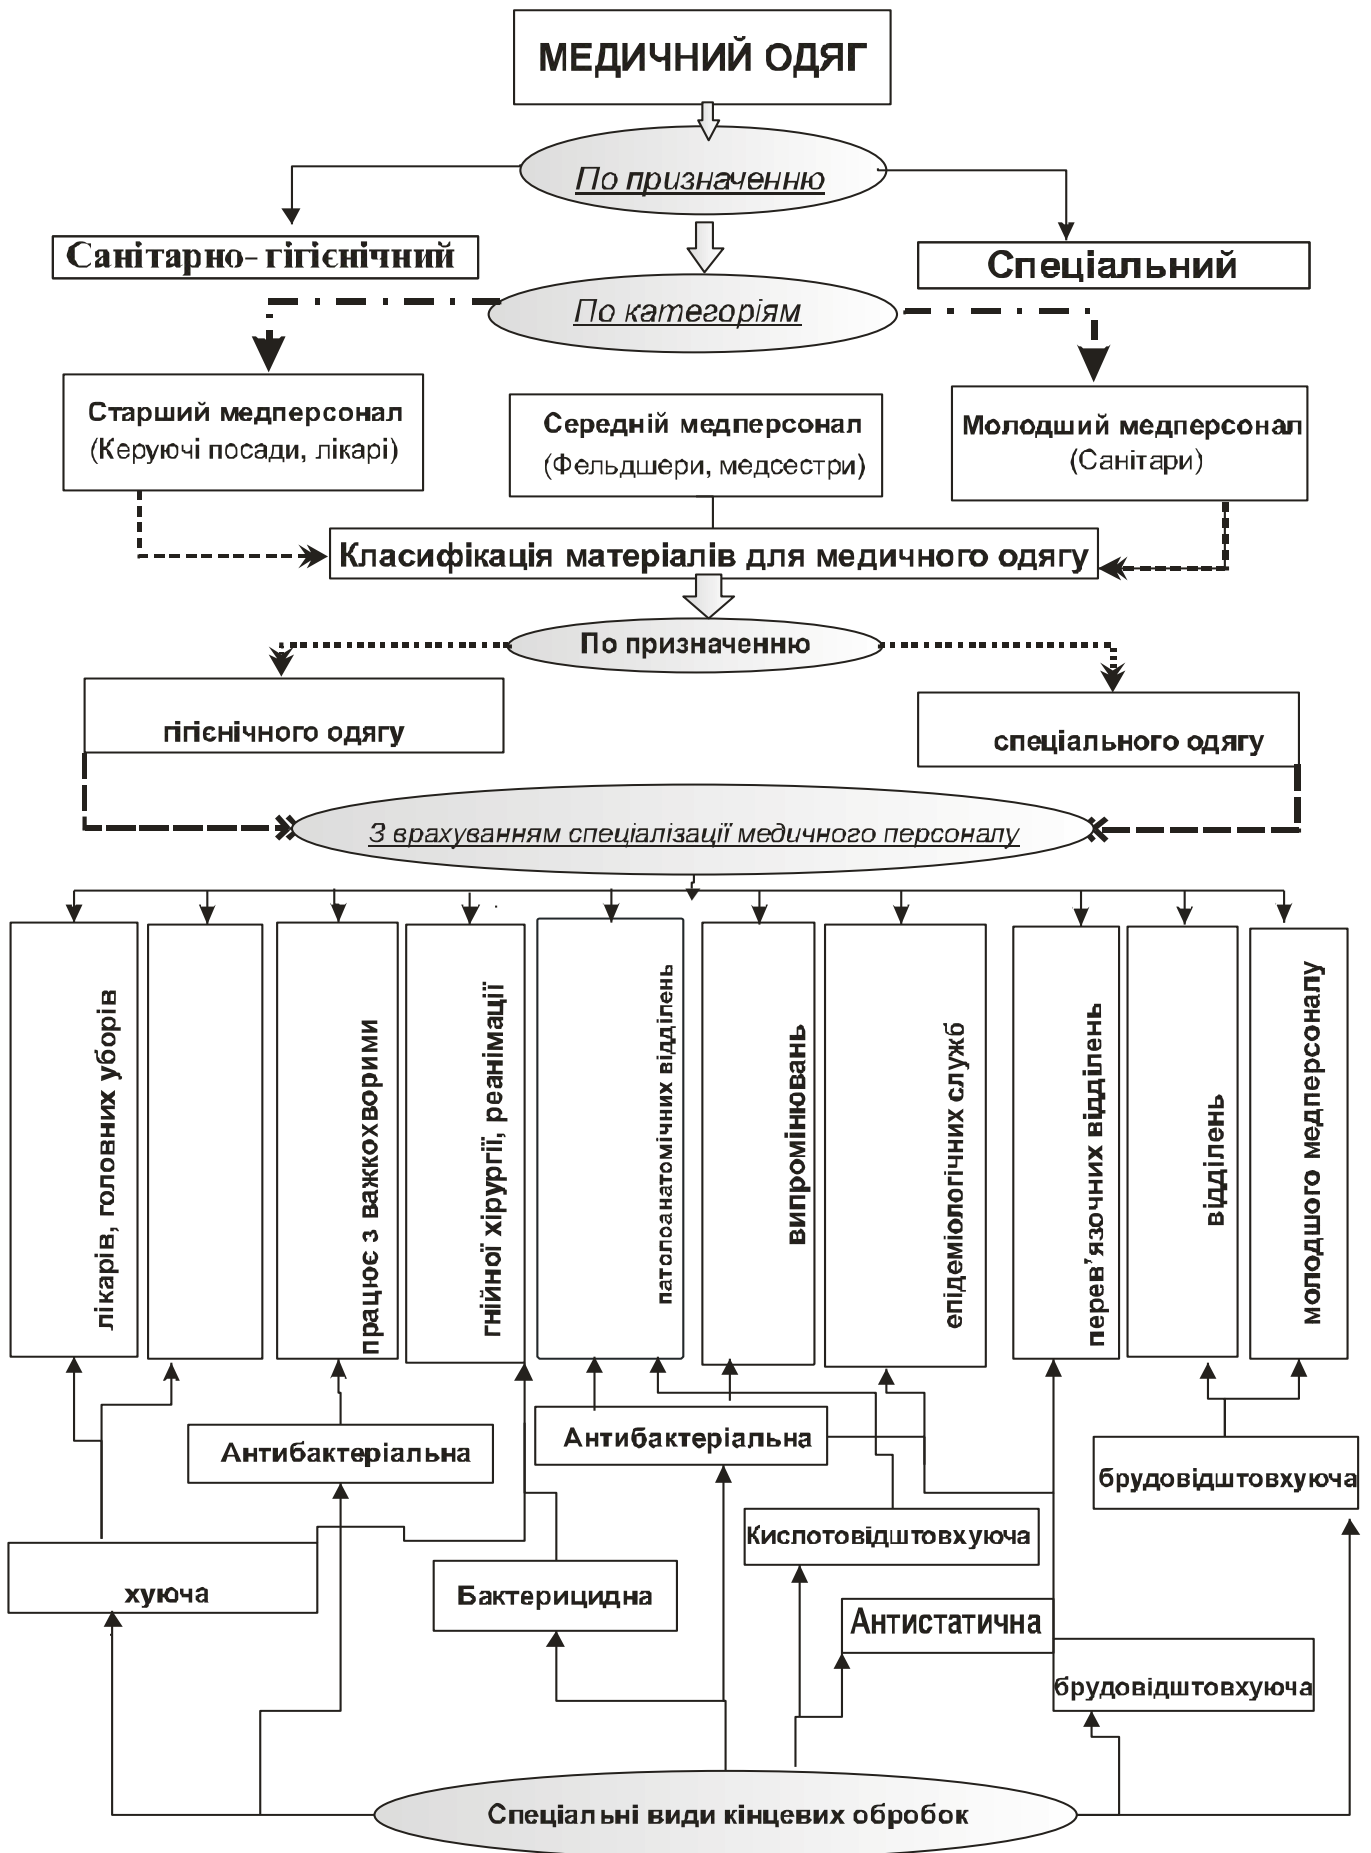 МЕДИЧНИЙ ОДЯГ
По призначенню
Санітарно- гігієнічний
Спеціальний
По категоріям
Старший медперсонал
(Керуючі посади, лікарі)
Середній медперсонал
(Фельдшери, медсестри)
Молодший медперсонал
(Санітари)
Класифікація матеріалів для медичного одягу
По призначенню
гігієнічного одягу
спеціального одягу
З врахуванням спеціалізації медичного персоналу
лікарів, головних уборів
працює з важкохворими
гнійної хірургії, реанімації
патолоанатомічних відділень
випромінювань
епідеміологічних служб
перев’язочних відділень
відділень
молодшого медперсоналу
Антибактеріальна
Антибактеріальна
брудовідштовхуюча
Кислотовідштовхуюча
хуюча
Бактерицидна
Антистатична
брудовідштовхуюча
Спеціальні види кінцевих обробок